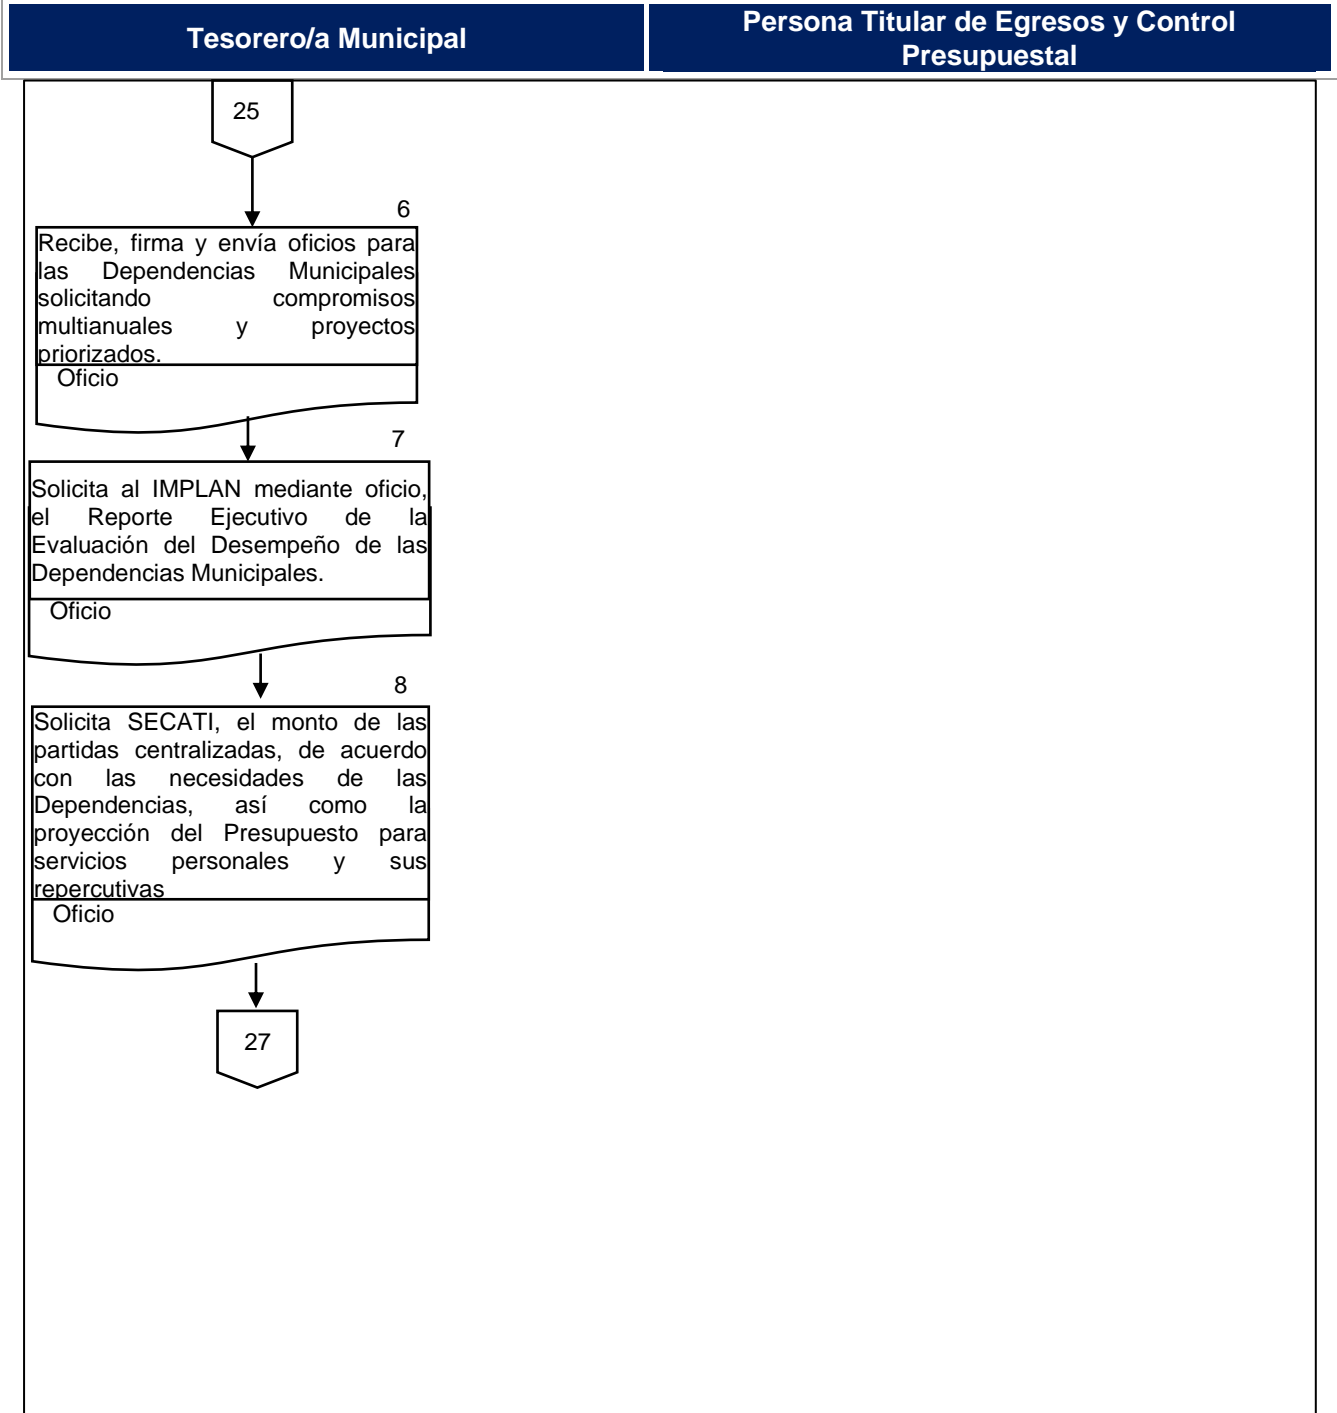 Tesorero/a Municipal
Persona Titular de Egresos y Control
Presupuestal
25
6
Recibe, firma y envía oficios para
las Dependencias Municipales
solicitando compromisos
multianuales y proyectos
priorizados.
Oficio
7
Solicita al IMPLAN mediante oficio,
el Reporte Ejecutivo de la
Evaluación del Desempeño de las
Dependencias Municipales.
Oficio
8
Solicita SECATI, el monto de las
partidas centralizadas, de acuerdo
con las necesidades de las
Dependencias, así como la
proyección del Presupuesto para
servicios personales y sus
repercutivas
Oficio
27